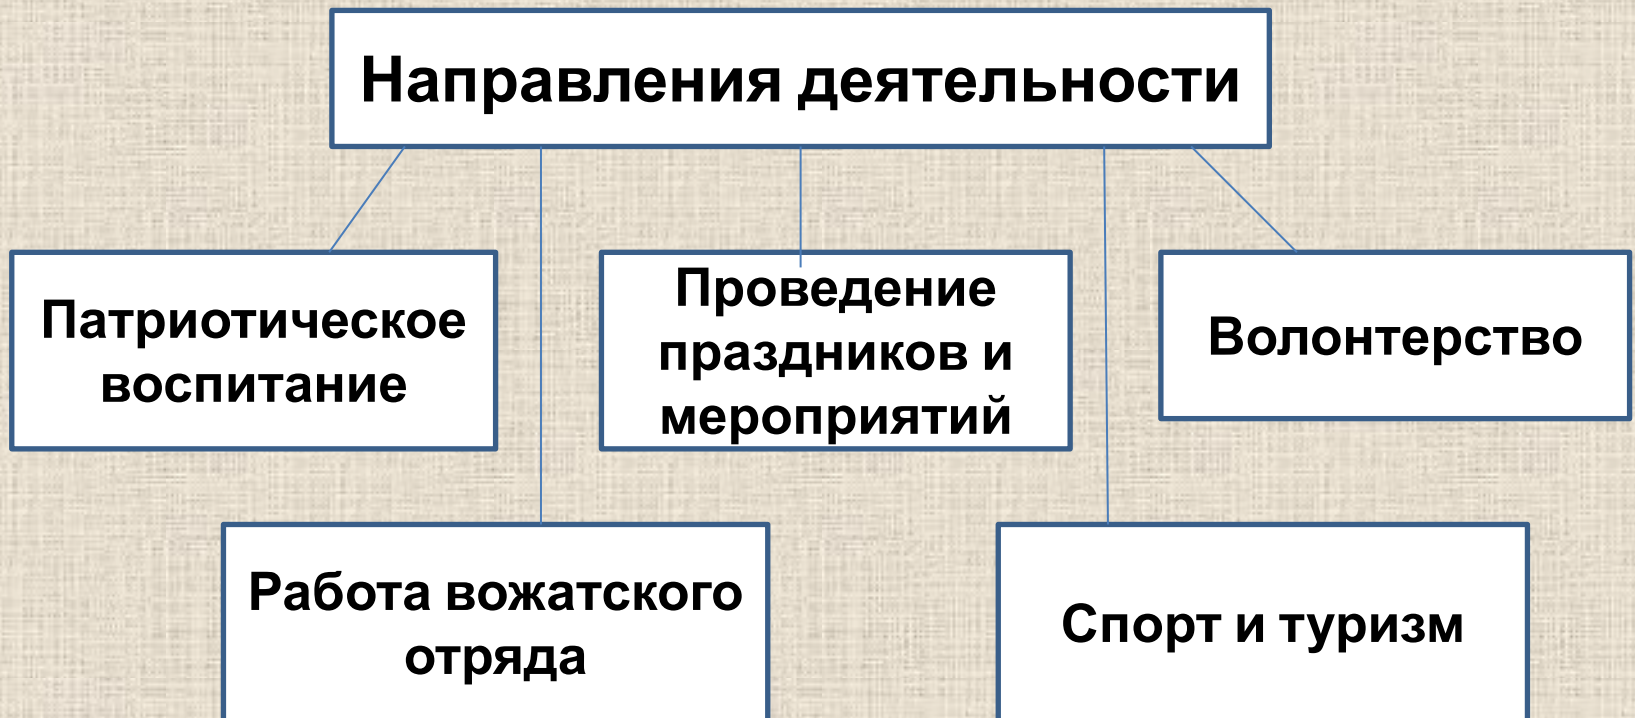 Направления деятельности
Патриотическое
воспитание
Проведение
праздников и
мероприятий
Волонтерство
Работа вожатского
отряда
Спорт и туризм